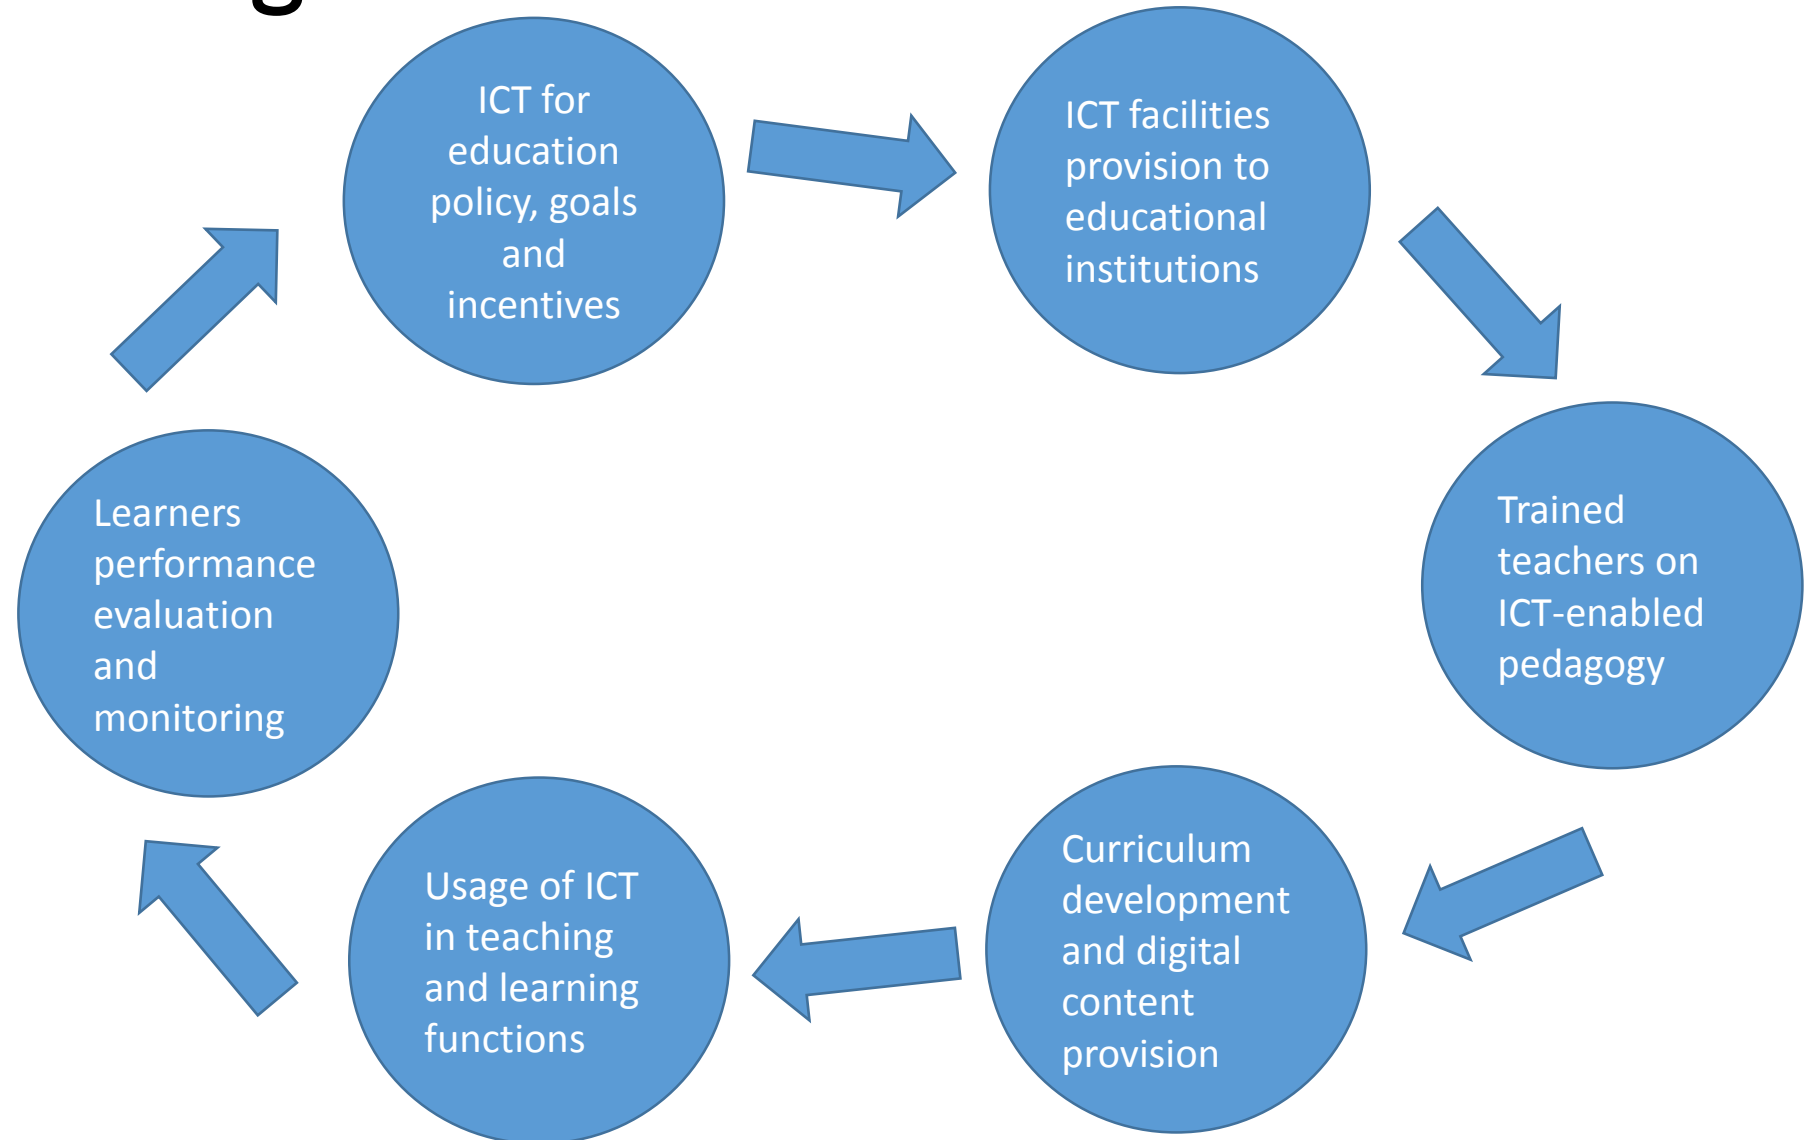 ICT for
education
policy, goals
and
incentives
ICT facilities
provision to
educational
institutions
Trained
teachers on
ICT-enabled
pedagogy
Curriculum
development
and digital
content
provision
Usage of ICT
in teaching
and learning
functions
Learners
performance
evaluation
and
monitoring